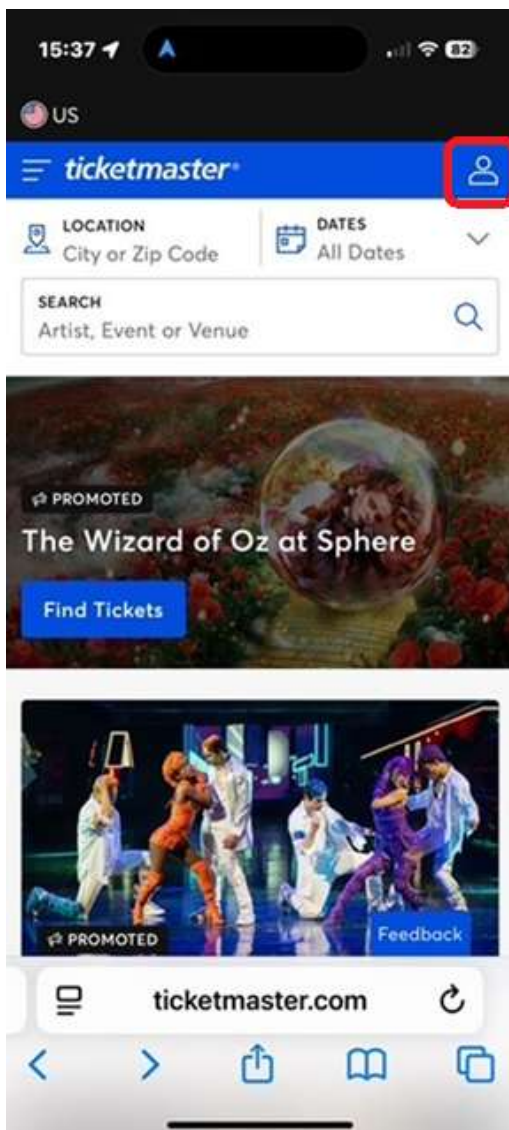 15:37
82
US
ticketmaster®
LOCATION
City or Zip Code
DATES
All Dates
SEARCH
Artist, Event or Venue
PROMOTED
The Wizard of Oz at Sphere
Find Tickets
PROMOTED
Feedback
ticketmaster.com